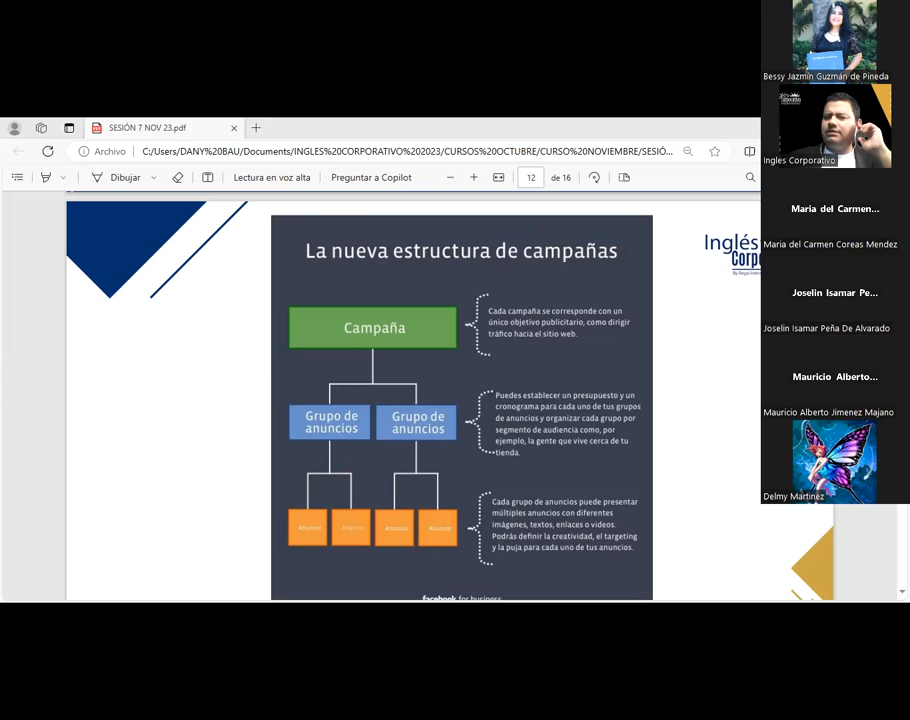 SESIÓN 7 NOV 23.pdf
Archivo
C:/Users/DANY%20BAU/Documents/INGLES%20CORPORATIVO%202023/CURSOS%20OCTUBRE/CURSO%20NOVIEMBRE/SESIÓ...
Dibujar
Lectura en voz alta
Preguntar a Copilot
12
de 16
La nueva estructura de campañas
Inglés
Corp
Campaña
Cada campaña se corresponde con un
único objetivo publicitario, como dirigir
tráfico hacia el sitio web.
Grupo de
anuncios
Grupo de
anuncios
Puedes establecer un presupuesto y un
cronograma para cada uno de tus grupos
de anuncios y organizar cada grupo por
segmento de audiencia como, por
ejemplo, la gente que vive cerca de tu
tienda.
Anuncio
Anuncio
Anuncio
Anuncio
Cada grupo de anuncios puede presentar
múltiples anuncios con diferentes
imágenes, textos, enlaces o videos.
Podrás definir la creatividad, el targeting
y la puja para cada uno de tus anuncios.
facebook for business
Bessy Jazmín Guzmán de Pineda
Ingles Corporativo
Maria del Carmen...
Maria del Carmen Coreas Mendez
Joselin Isamar Pe...
Joselin Isamar Peña De Alvarado
Mauricio Alberto...
Mauricio Alberto Jimenez Majano
Delmy Martinez